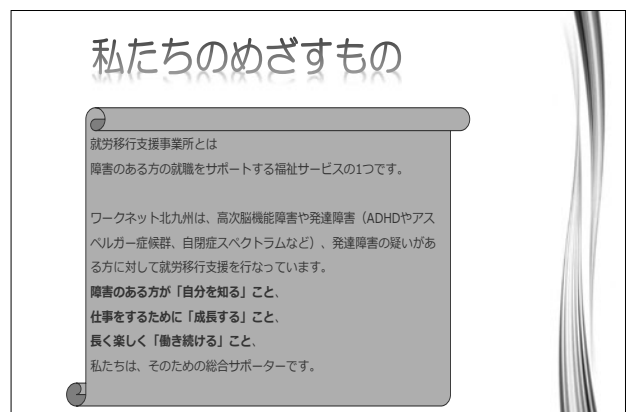 私たちのめざすもの
就労移行支援事業所とは
障害のある方の就職をサポートする福祉サービスの1つです。
ワークネット北九州は、高次脳機能障害や発達障害（ADHDやアス
ペルガー症候群、自閉症スペクトラムなど）、発達障害の疑いがあ
る方に対して就労移行支援を行なっています。
障害のある方が「自分を知る」こと、
仕事をするために「成長する」こと、
長く楽しく「働き続ける」こと、
私たちは、そのための総合サポーターです。